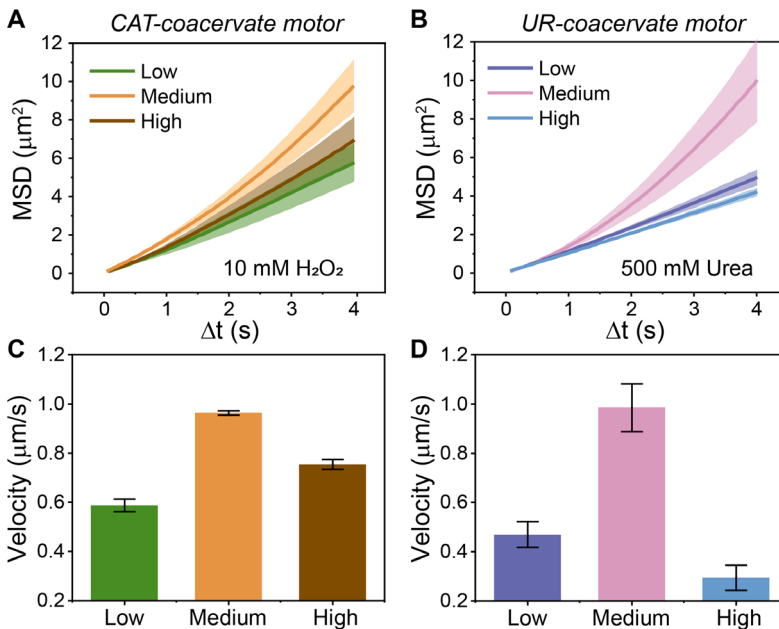 A CAT-coacervate motor
12
10
8
6
4
2
0
MSD (μm²)
Low
Medium
High
10 mM H₂O₂
0 1 2 3 4
Δt (s)
B UR-coacervate motor
12
10
8
6
4
2
0
MSD (μm²)
Low
Medium
High
500 mM Urea
0 1 2 3 4
Δt (s)
C
1.2
1.0
0.8
0.6
0.4
0.2
Velocity (μm/s)
Low Medium High
D
1.2
1.0
0.8
0.6
0.4
0.2
Velocity (μm/s)
Low Medium High